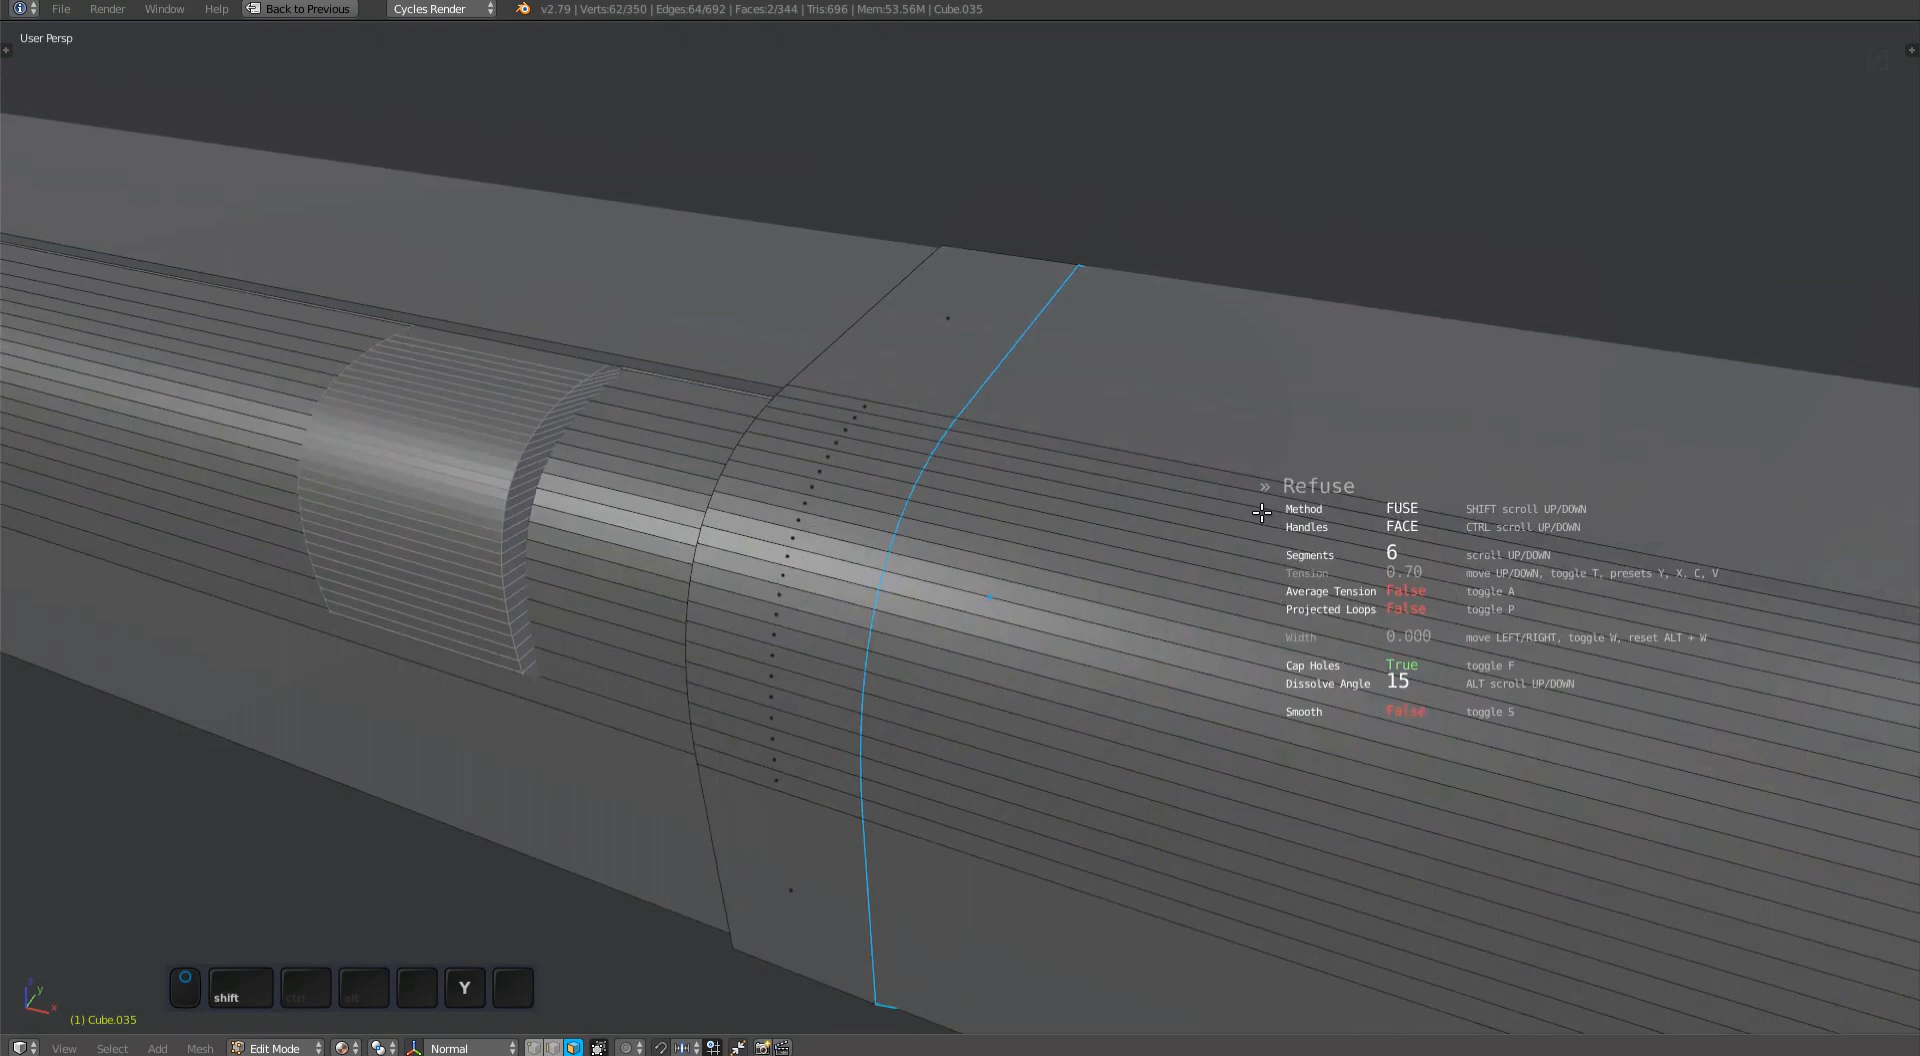 File Render Window Help Back to Previous Cycles Render v2.79 | Verts:62/350 | Edges:64/692 | Faces:2/344 | Tris:696 | Mem:53.56M | Cube.035
User Persp
» Refuse
Method FUSE SHIFT scroll UP/DOWN
Handles FACE CTRL scroll UP/DOWN
Segments 6 scroll UP/DOWN
Tension 0.70 move UP/DOWN, toggle T, presets Y, X, C, V
Average Tension False toggle A
Projected Loops False toggle P
Width 0.000 move LEFT/RIGHT, toggle W, reset ALT + W
Cap Holes True toggle F
Dissolve Angle 15 ALT scroll UP/DOWN
Smooth False toggle S
shift ctrl alt Y
z y x
(1) Cube.035
View Select Add Mesh Edit Mode Normal